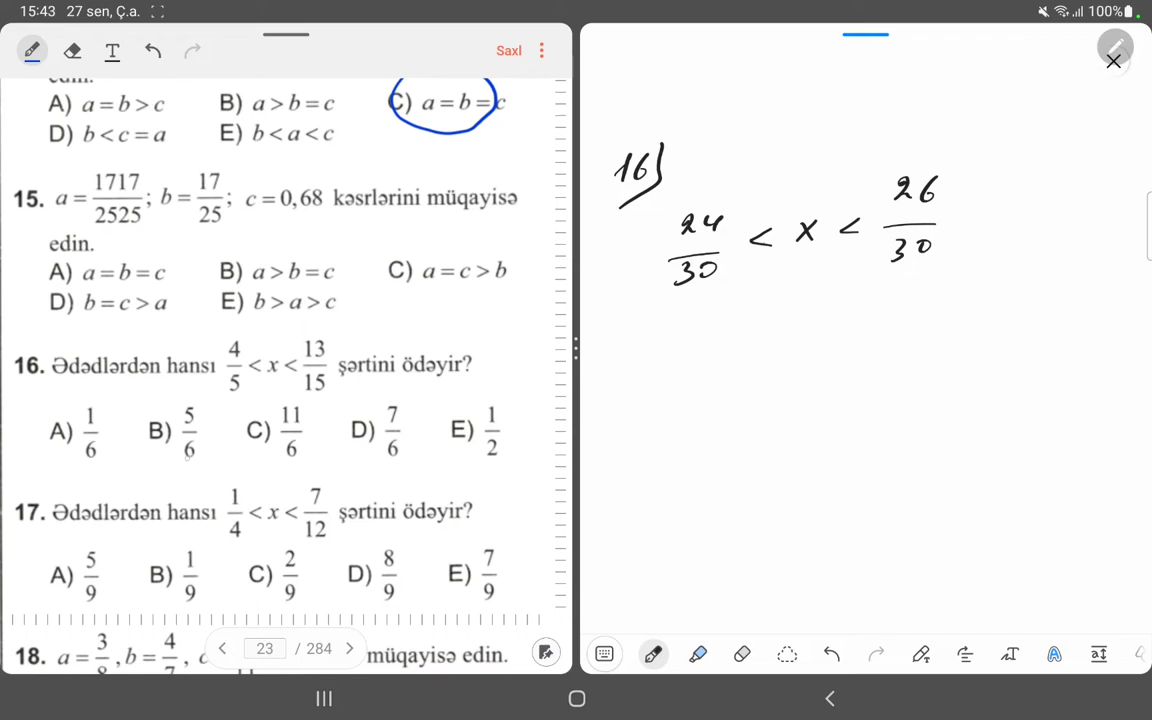 15:43 27 sen, Ç.a. 100%
T Saxl
A) a = b > c B) a > b = c C) a = b = c
D) b < c = a E) b < a < c
15. a = 1717/2525; b = 17/25; c = 0,68 kəsrlərini müqayisə
edin.
A) a = b = c B) a > b = c C) a = c > b
D) b = c > a E) b > a > c
16. Ədədlərdən hansı 4/5 < x < 13/15 şərtini ödəyir?
A) 1/6 B) 5/6 C) 11/6 D) 7/6 E) 1/2
17. Ədədlərdən hansı 1/4 < x < 7/12 şərtini ödəyir?
A) 5/9 B) 1/9 C) 2/9 D) 8/9 E) 7/9
18. a = 3/8, b = 4/7, c müqayisə edin.
23 / 284
16)
24/30 < x < 26/30